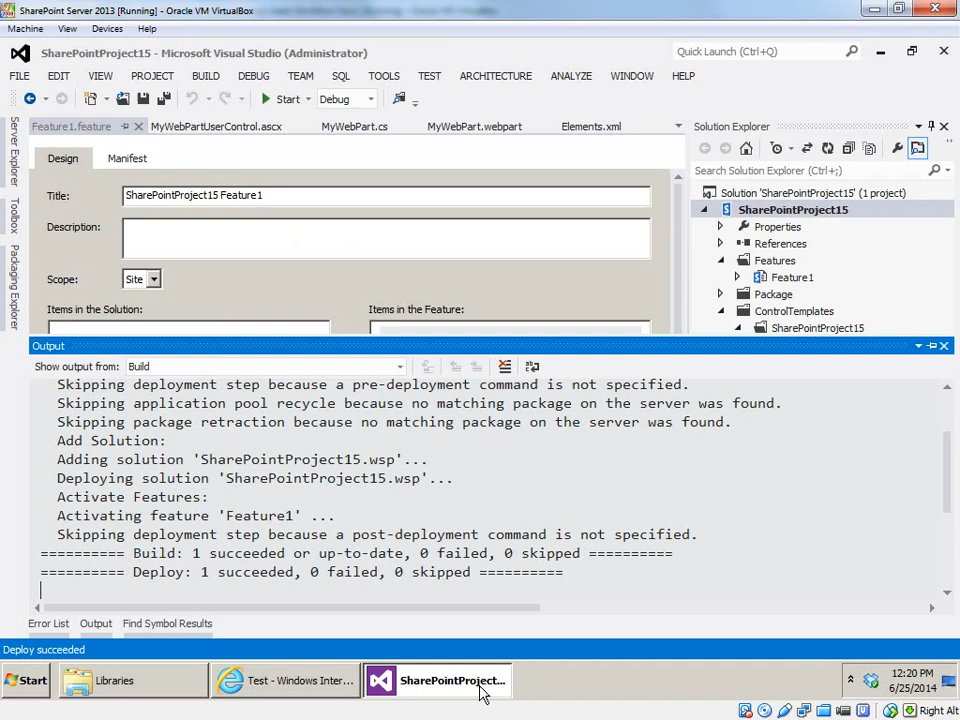 SharePoint Server 2013 [Running] - Oracle VM VirtualBox
Machine View Devices Help
SharePointProject15 - Microsoft Visual Studio (Administrator)
Quick Launch (Ctrl+Q)
FILE EDIT VIEW PROJECT BUILD DEBUG TEAM SQL TOOLS TEST ARCHITECTURE ANALYZE WINDOW HELP
Start Debug
Server Explorer
Toolbox
Packaging Explorer
Feature1.feature MyWebPartUserControl.ascx MyWebPart.cs MyWebPart.webpart Elements.xml
Design Manifest
Title: SharePointProject15 Feature1
Description:
Scope: Site
Items in the Solution: Items in the Feature:
Solution Explorer
Search Solution Explorer (Ctrl+;)
Solution 'SharePointProject15' (1 project)
SharePointProject15
Properties
References
Features
Feature1
Package
ControlTemplates
SharePointProject15
Output
Show output from: Build
Skipping deployment step because a pre-deployment command is not specified.
Skipping application pool recycle because no matching package on the server was found.
Skipping package retraction because no matching package on the server was found.
Add Solution:
Adding solution 'SharePointProject15.wsp'...
Deploying solution 'SharePointProject15.wsp'...
Activate Features:
Activating feature 'Feature1' ...
Skipping deployment step because a post-deployment command is not specified.
========== Build: 1 succeeded or up-to-date, 0 failed, 0 skipped ==========
========== Deploy: 1 succeeded, 0 failed, 0 skipped ==========
Error List Output Find Symbol Results
Deploy succeeded
Start Libraries Test - Windows Inter... SharePointProject...
12:20 PM
6/25/2014
Right Alt